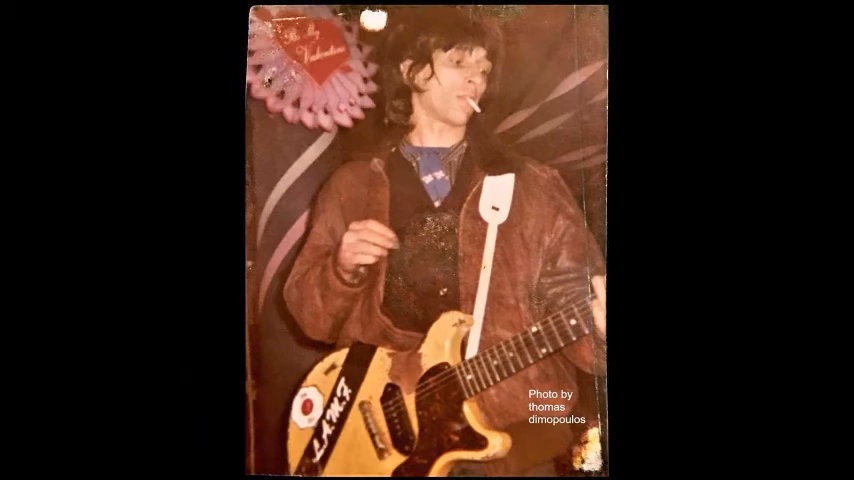 Be My
Valentine
L.A.M.F.
Photo by
thomas
dimopoulos